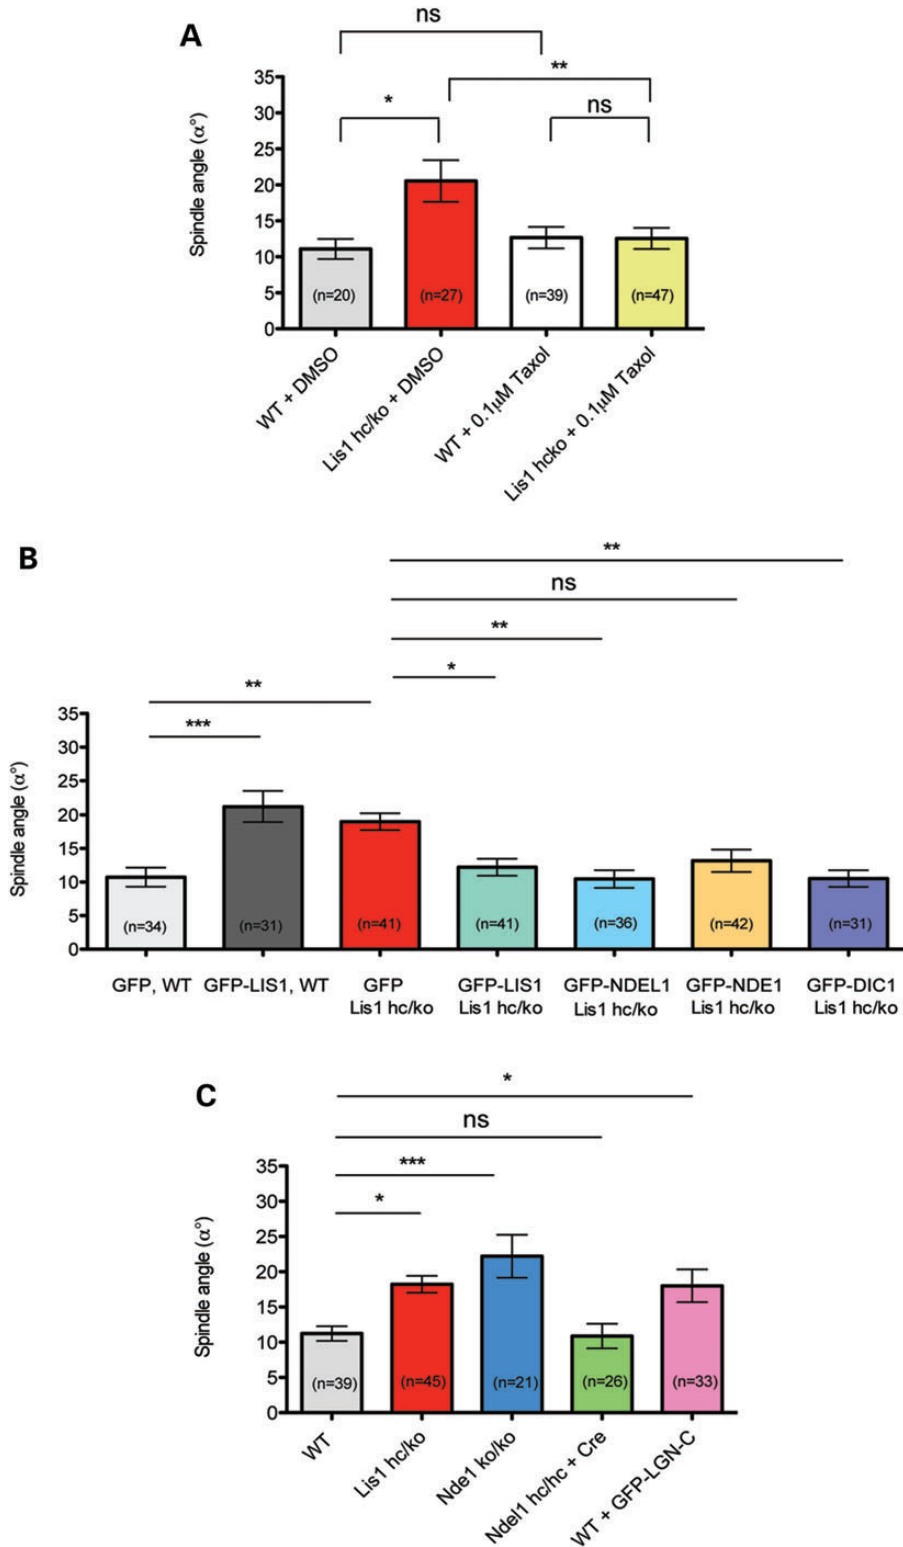 A
ns
**
*
ns
Spindle angle (α°)
35
30
25
20
15
10
5
0
(n=20)
(n=27)
(n=39)
(n=47)
WT + DMSO
Lis1 hc/ko + DMSO
WT + 0.1μM Taxol
Lis1 hcko + 0.1μM Taxol
B
**
ns
**
*
**
***
Spindle angle (α°)
35
30
25
20
15
10
5
0
(n=34)
(n=31)
(n=41)
(n=41)
(n=36)
(n=42)
(n=31)
GFP, WT
GFP-LIS1, WT
GFP
Lis1 hc/ko
GFP-LIS1
Lis1 hc/ko
GFP-NDEL1
Lis1 hc/ko
GFP-NDE1
Lis1 hc/ko
GFP-DIC1
Lis1 hc/ko
C
*
ns
***
*
Spindle angle (α°)
35
30
25
20
15
10
5
0
(n=39)
(n=45)
(n=21)
(n=26)
(n=33)
WT
Lis1 hc/ko
Nde1 ko/ko
Ndel1 hc/hc + Cre
WT + GFP-LGN-C